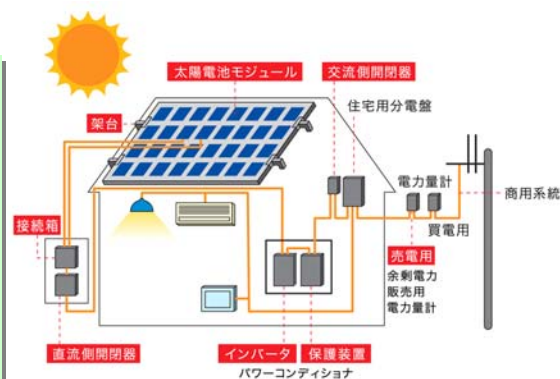 太陽電池モジュール
交流側開閉器
架台
住宅用分電盤
電力量計
商用系統
接続箱
買電用
売電用
余剰電力
販売用
電力量計
直流側開閉器
インバータ
保護装置
パワーコンディショナ